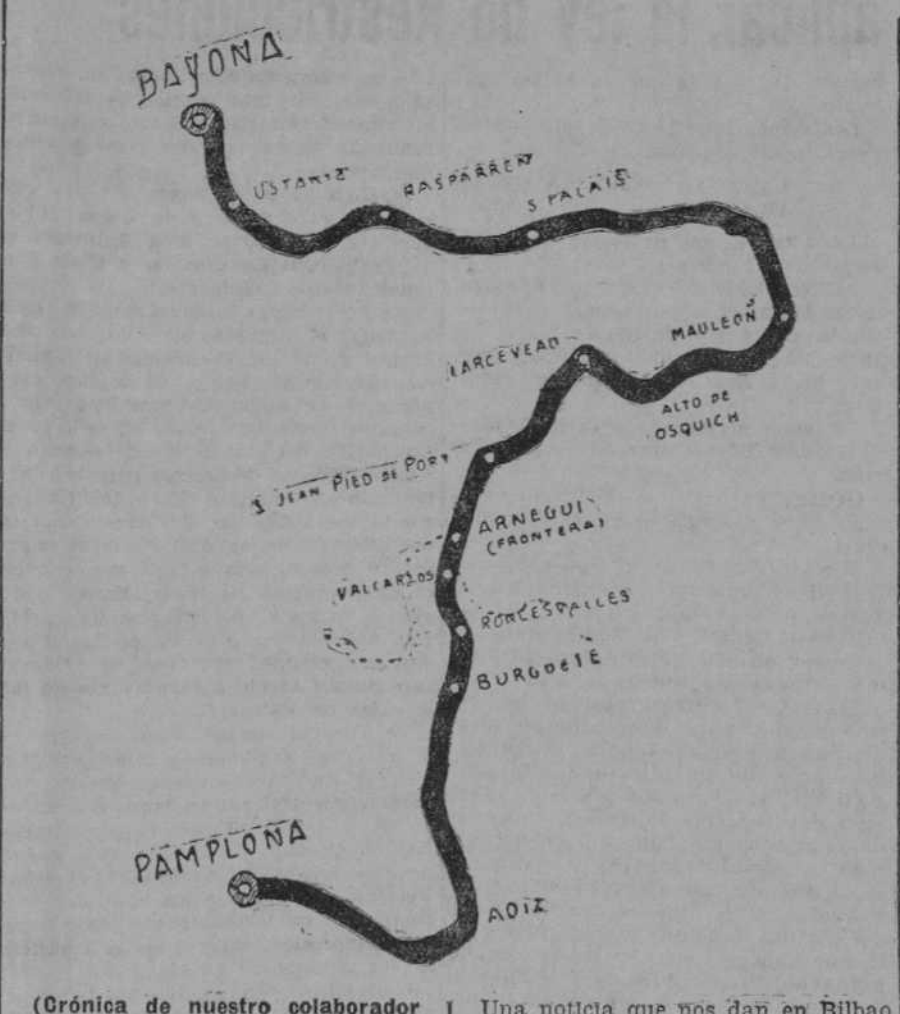 BAYONA
USTARIZ
HASPARREN
S PALAIS
MAULEON
LARCEVEAU
ALTO DE
OSQUICH
S JEAN PIED DE PORT
ARNEGUI
(FRONTERA)
VALCARLOS
RONCESVALLES
BURGUETE
PAMPLONA
AOIZ
(Crónica de nuestro colaborador
Una noticia que nos dan en Bilbao